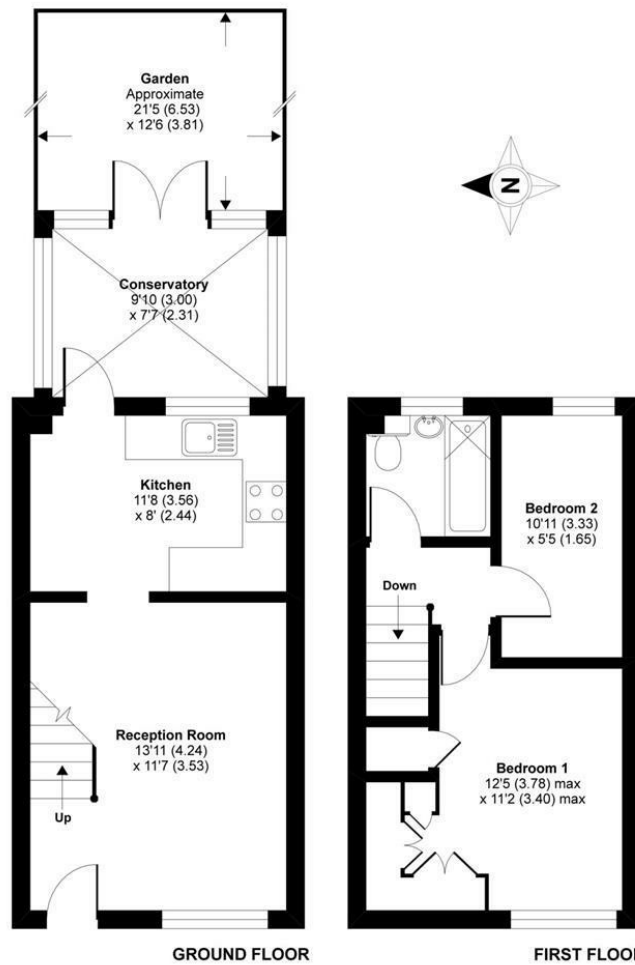 Garden
Approximate
21'5 (6.53)
x 12'6 (3.81)
N
Conservatory
9'10 (3.00)
x 7'7 (2.31)
Kitchen
11'8 (3.56)
x 8' (2.44)
Bedroom 2
10'11 (3.33)
x 5'5 (1.65)
Down
Reception Room
13'11 (4.24)
x 11'7 (3.53)
Up
Bedroom 1
12'5 (3.78) max
x 11'2 (3.40) max
GROUND FLOOR
FIRST FLOOR